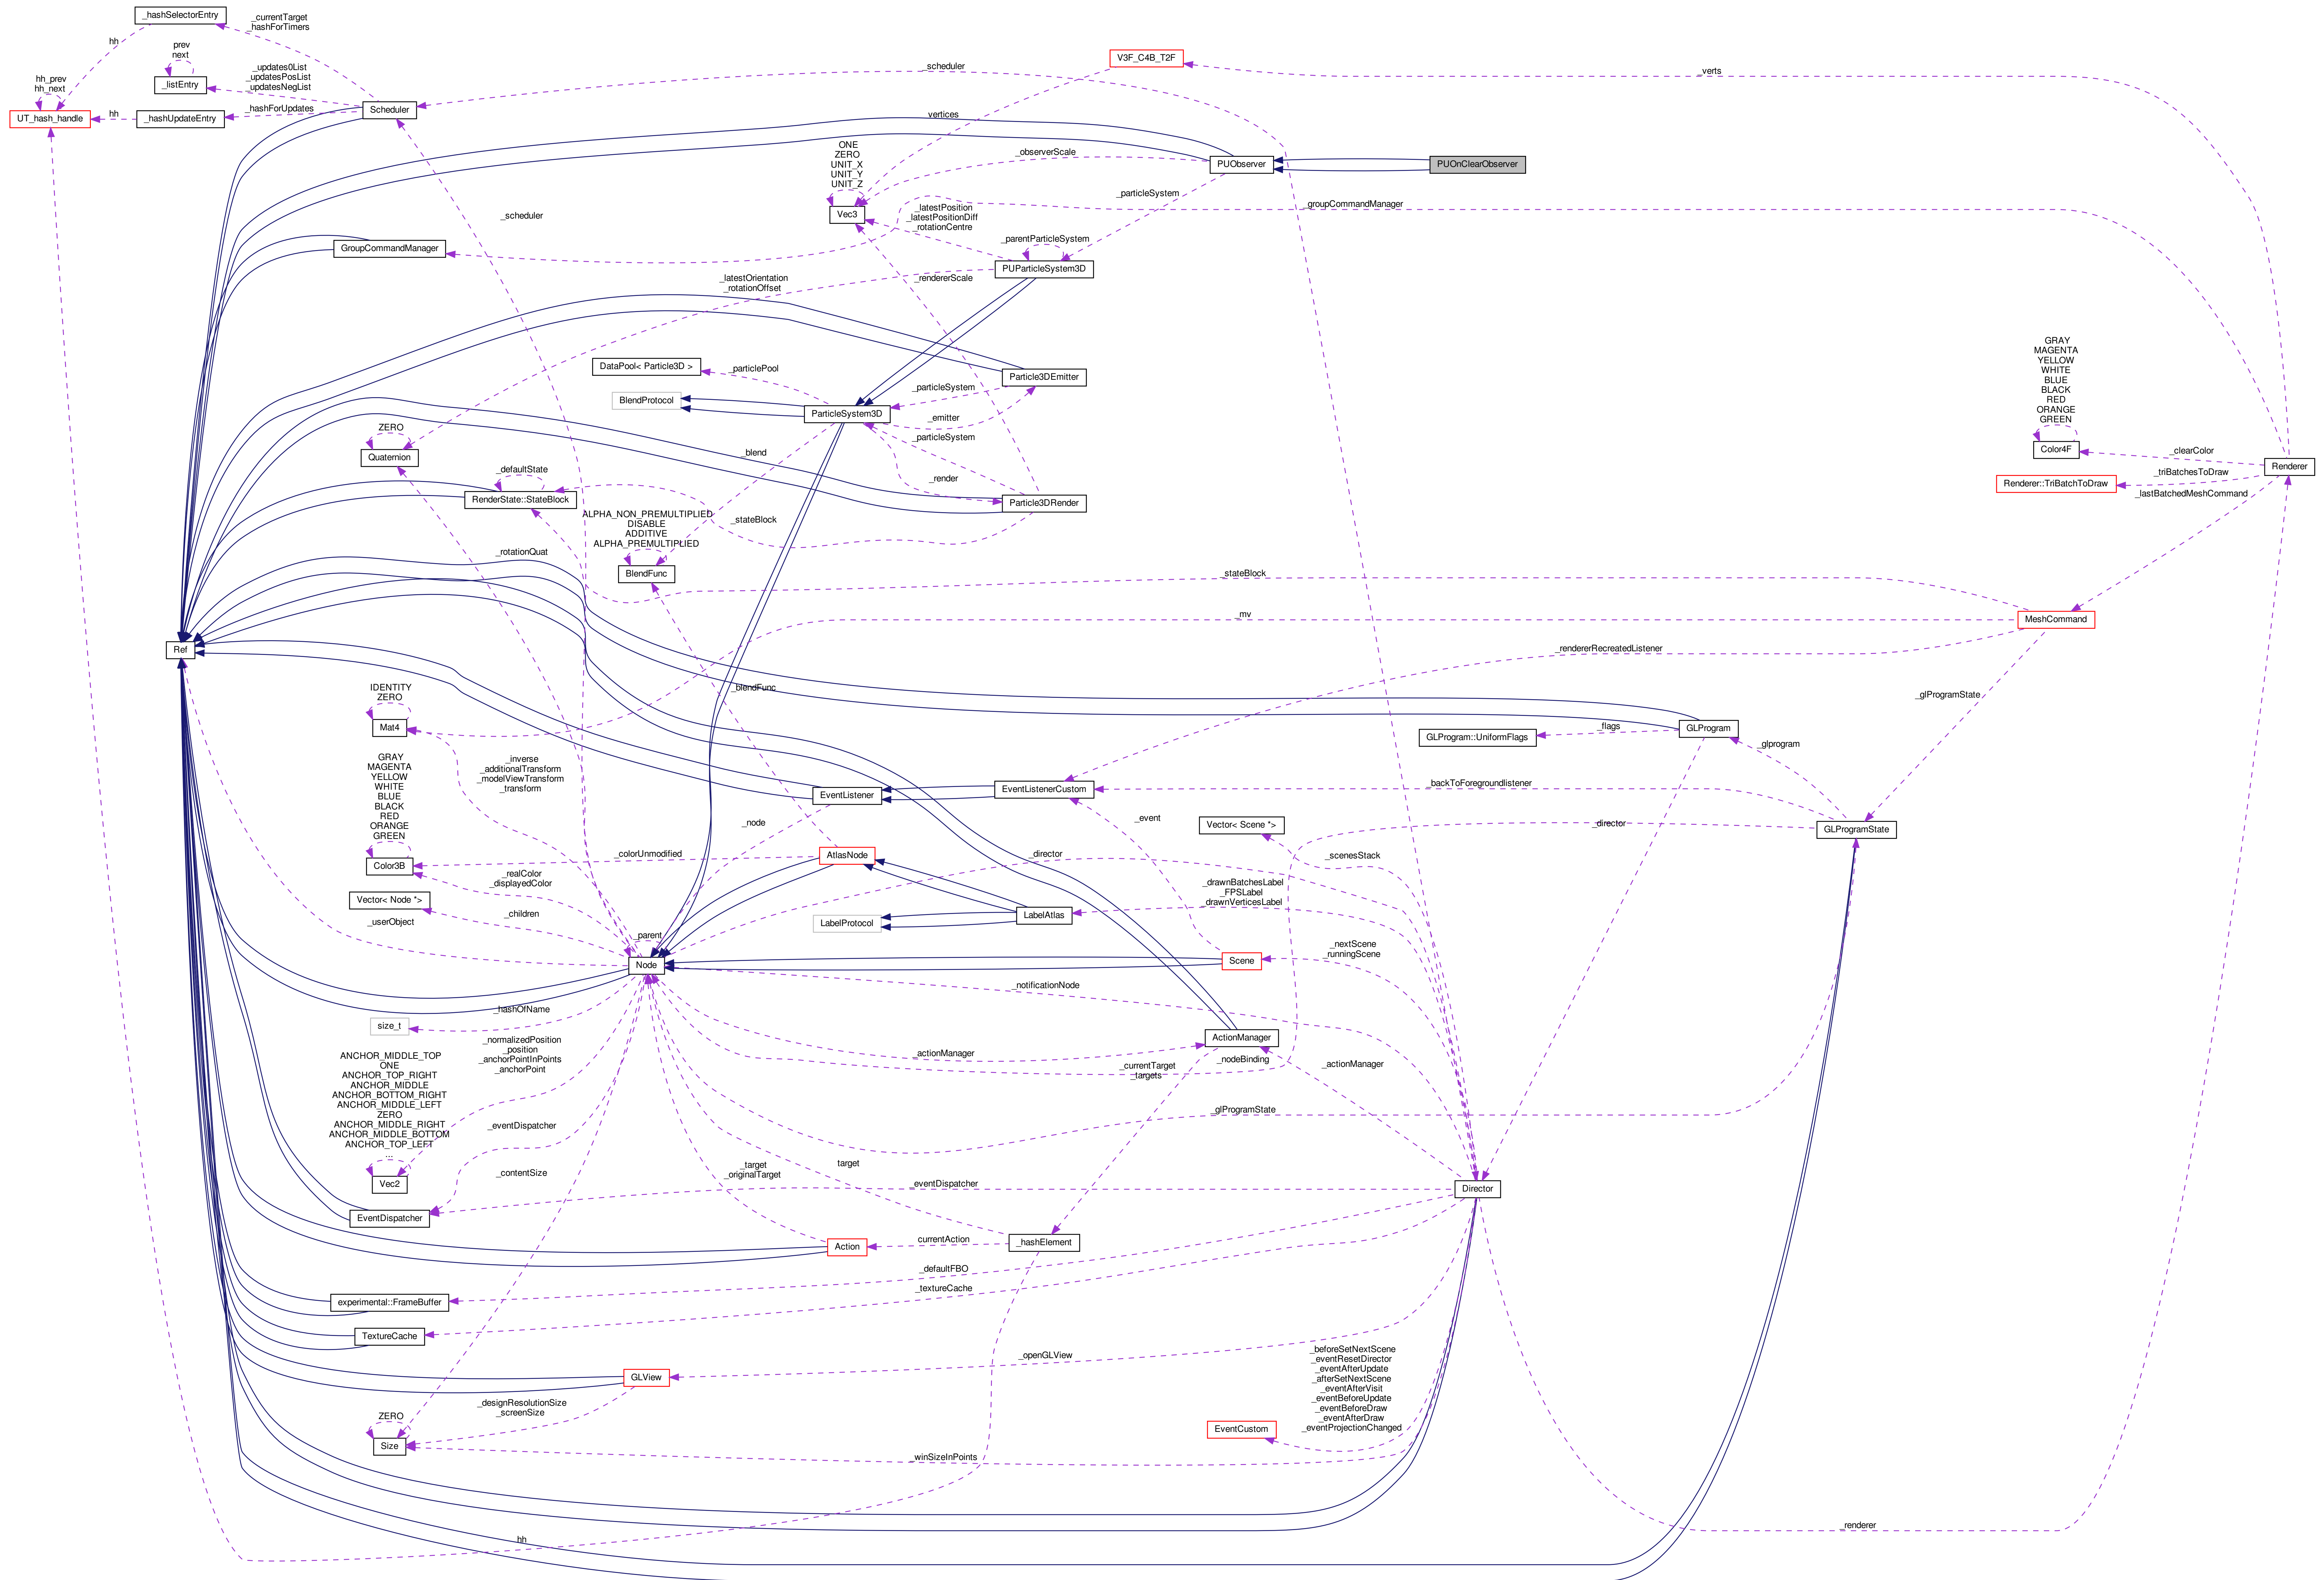 _hashSelectorEntry
_currentTarget
_hashForTimers
hh
prev
next
_listEntry
_updates0List
_updatesPosList
_updatesNegList
hh_prev
hh_next
UT_hash_handle
hh
_hashUpdateEntry
_hashForUpdates
Scheduler
_scheduler
V3F_C4B_T2F
_verts
vertices
ONE
ZERO
UNIT_X
UNIT_Y
UNIT_Z
Vec3
_observerScale
PUObserver
PUOnClearObserver
_particleSystem
_groupCommandManager
_scheduler
_latestPosition
_latestPositionDiff
_rotationCentre
GroupCommandManager
_parentParticleSystem
PUParticleSystem3D
_latestOrientation
_rotationOffset
_rendererScale
DataPool< Particle3D >
_particlePool
Particle3DEmitter
BlendProtocol
ParticleSystem3D
_particleSystem
_emitter
ZERO
Quaternion
_particleSystem
_blend
_render
_defaultState
RenderState::StateBlock
Particle3DRender
ALPHA_NON_PREMULTIPLIED
DISABLE
ADDITIVE
ALPHA_PREMULTIPLIED
BlendFunc
_stateBlock
GRAY
MAGENTA
YELLOW
WHITE
BLUE
BLACK
RED
ORANGE
GREEN
Color4F
_clearColor
Renderer
Renderer::TriBatchToDraw
_triBatchesToDraw
_lastBatchedMeshCommand
_rotationQuat
_stateBlock
_mv
MeshCommand
Ref
_rendererRecreatedListener
_glProgramState
IDENTITY
ZERO
Mat4
_blendFunc
_inverse
_additionalTransform
_modelViewTransform
_transform
GLProgram::UniformFlags
_flags
GLProgram
_glprogram
EventListener
EventListenerCustom
_backToForegroundlistener
GRAY
MAGENTA
YELLOW
WHITE
BLUE
BLACK
RED
ORANGE
GREEN
Color3B
_node
_event
Vector< Scene *>
_director
GLProgramState
_colorUnmodified
AtlasNode
_director
_scenesStack
_realColor
_displayedColor
Vector< Node *>
_children
_drawnBatchesLabel
_FPSLabel
_drawnVerticesLabel
LabelProtocol
LabelAtlas
_userObject
_parent
Node
Scene
_nextScene
_runningScene
_notificationNode
_hashOfName
size_t
_normalizedPosition
_position
_anchorPointInPoints
_anchorPoint
_actionManager
ActionManager
_nodeBinding
_currentTarget
_targets
_actionManager
ANCHOR_MIDDLE_TOP
ONE
ANCHOR_TOP_RIGHT
ANCHOR_MIDDLE
ANCHOR_BOTTOM_RIGHT
ANCHOR_MIDDLE_LEFT
ZERO
ANCHOR_MIDDLE_RIGHT
ANCHOR_MIDDLE_BOTTOM
ANCHOR_TOP_LEFT
...
Vec2
_eventDispatcher
_glProgramState
_contentSize
_target
_originalTarget
target
_eventDispatcher
Director
EventDispatcher
Action
currentAction
_hashElement
_defaultFBO
experimental::FrameBuffer
_textureCache
TextureCache
_openGLView
GLView
_designResolutionSize
_screenSize
ZERO
Size
_beforeSetNextScene
_eventResetDirector
_eventAfterUpdate
_afterSetNextScene
_eventAfterVisit
_eventBeforeUpdate
_eventBeforeDraw
_eventAfterDraw
_eventProjectionChanged
EventCustom
_winSizeInPoints
hh
_renderer